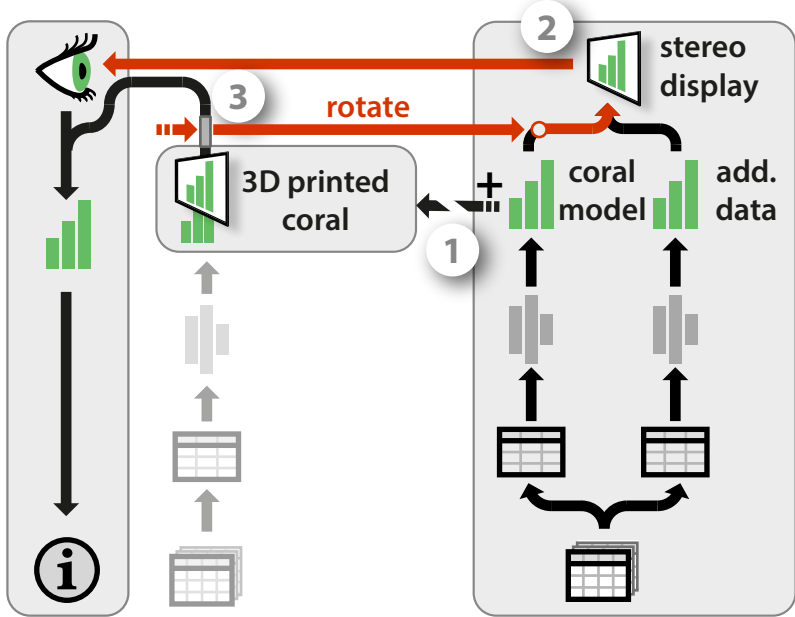 2
stereo
display
3
rotate
3D printed
coral
+
coral
model
add.
data
1
i